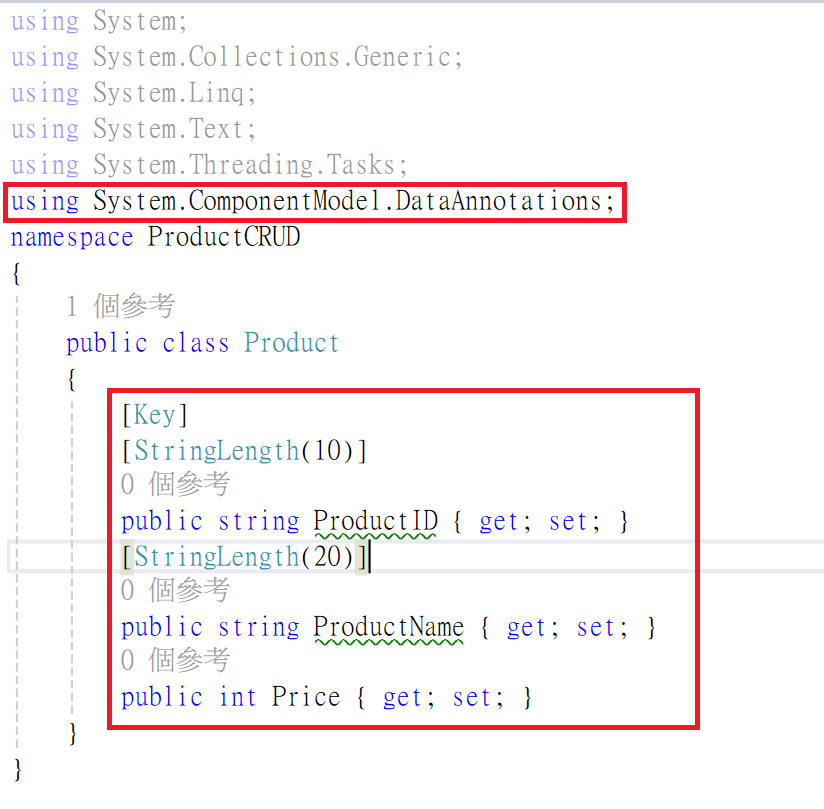 using System;
using System.Collections.Generic;
using System.Linq;
using System.Text;
using System.Threading.Tasks;
using System.ComponentModel.DataAnnotations;
namespace ProductCRUD
{
1 個參考
public class Product
{
[Key]
[StringLength(10)]
0 個參考
public string ProductID { get; set; }
[StringLength(20)]
0 個參考
public string ProductName { get; set; }
0 個參考
public int Price { get; set; }
}
}